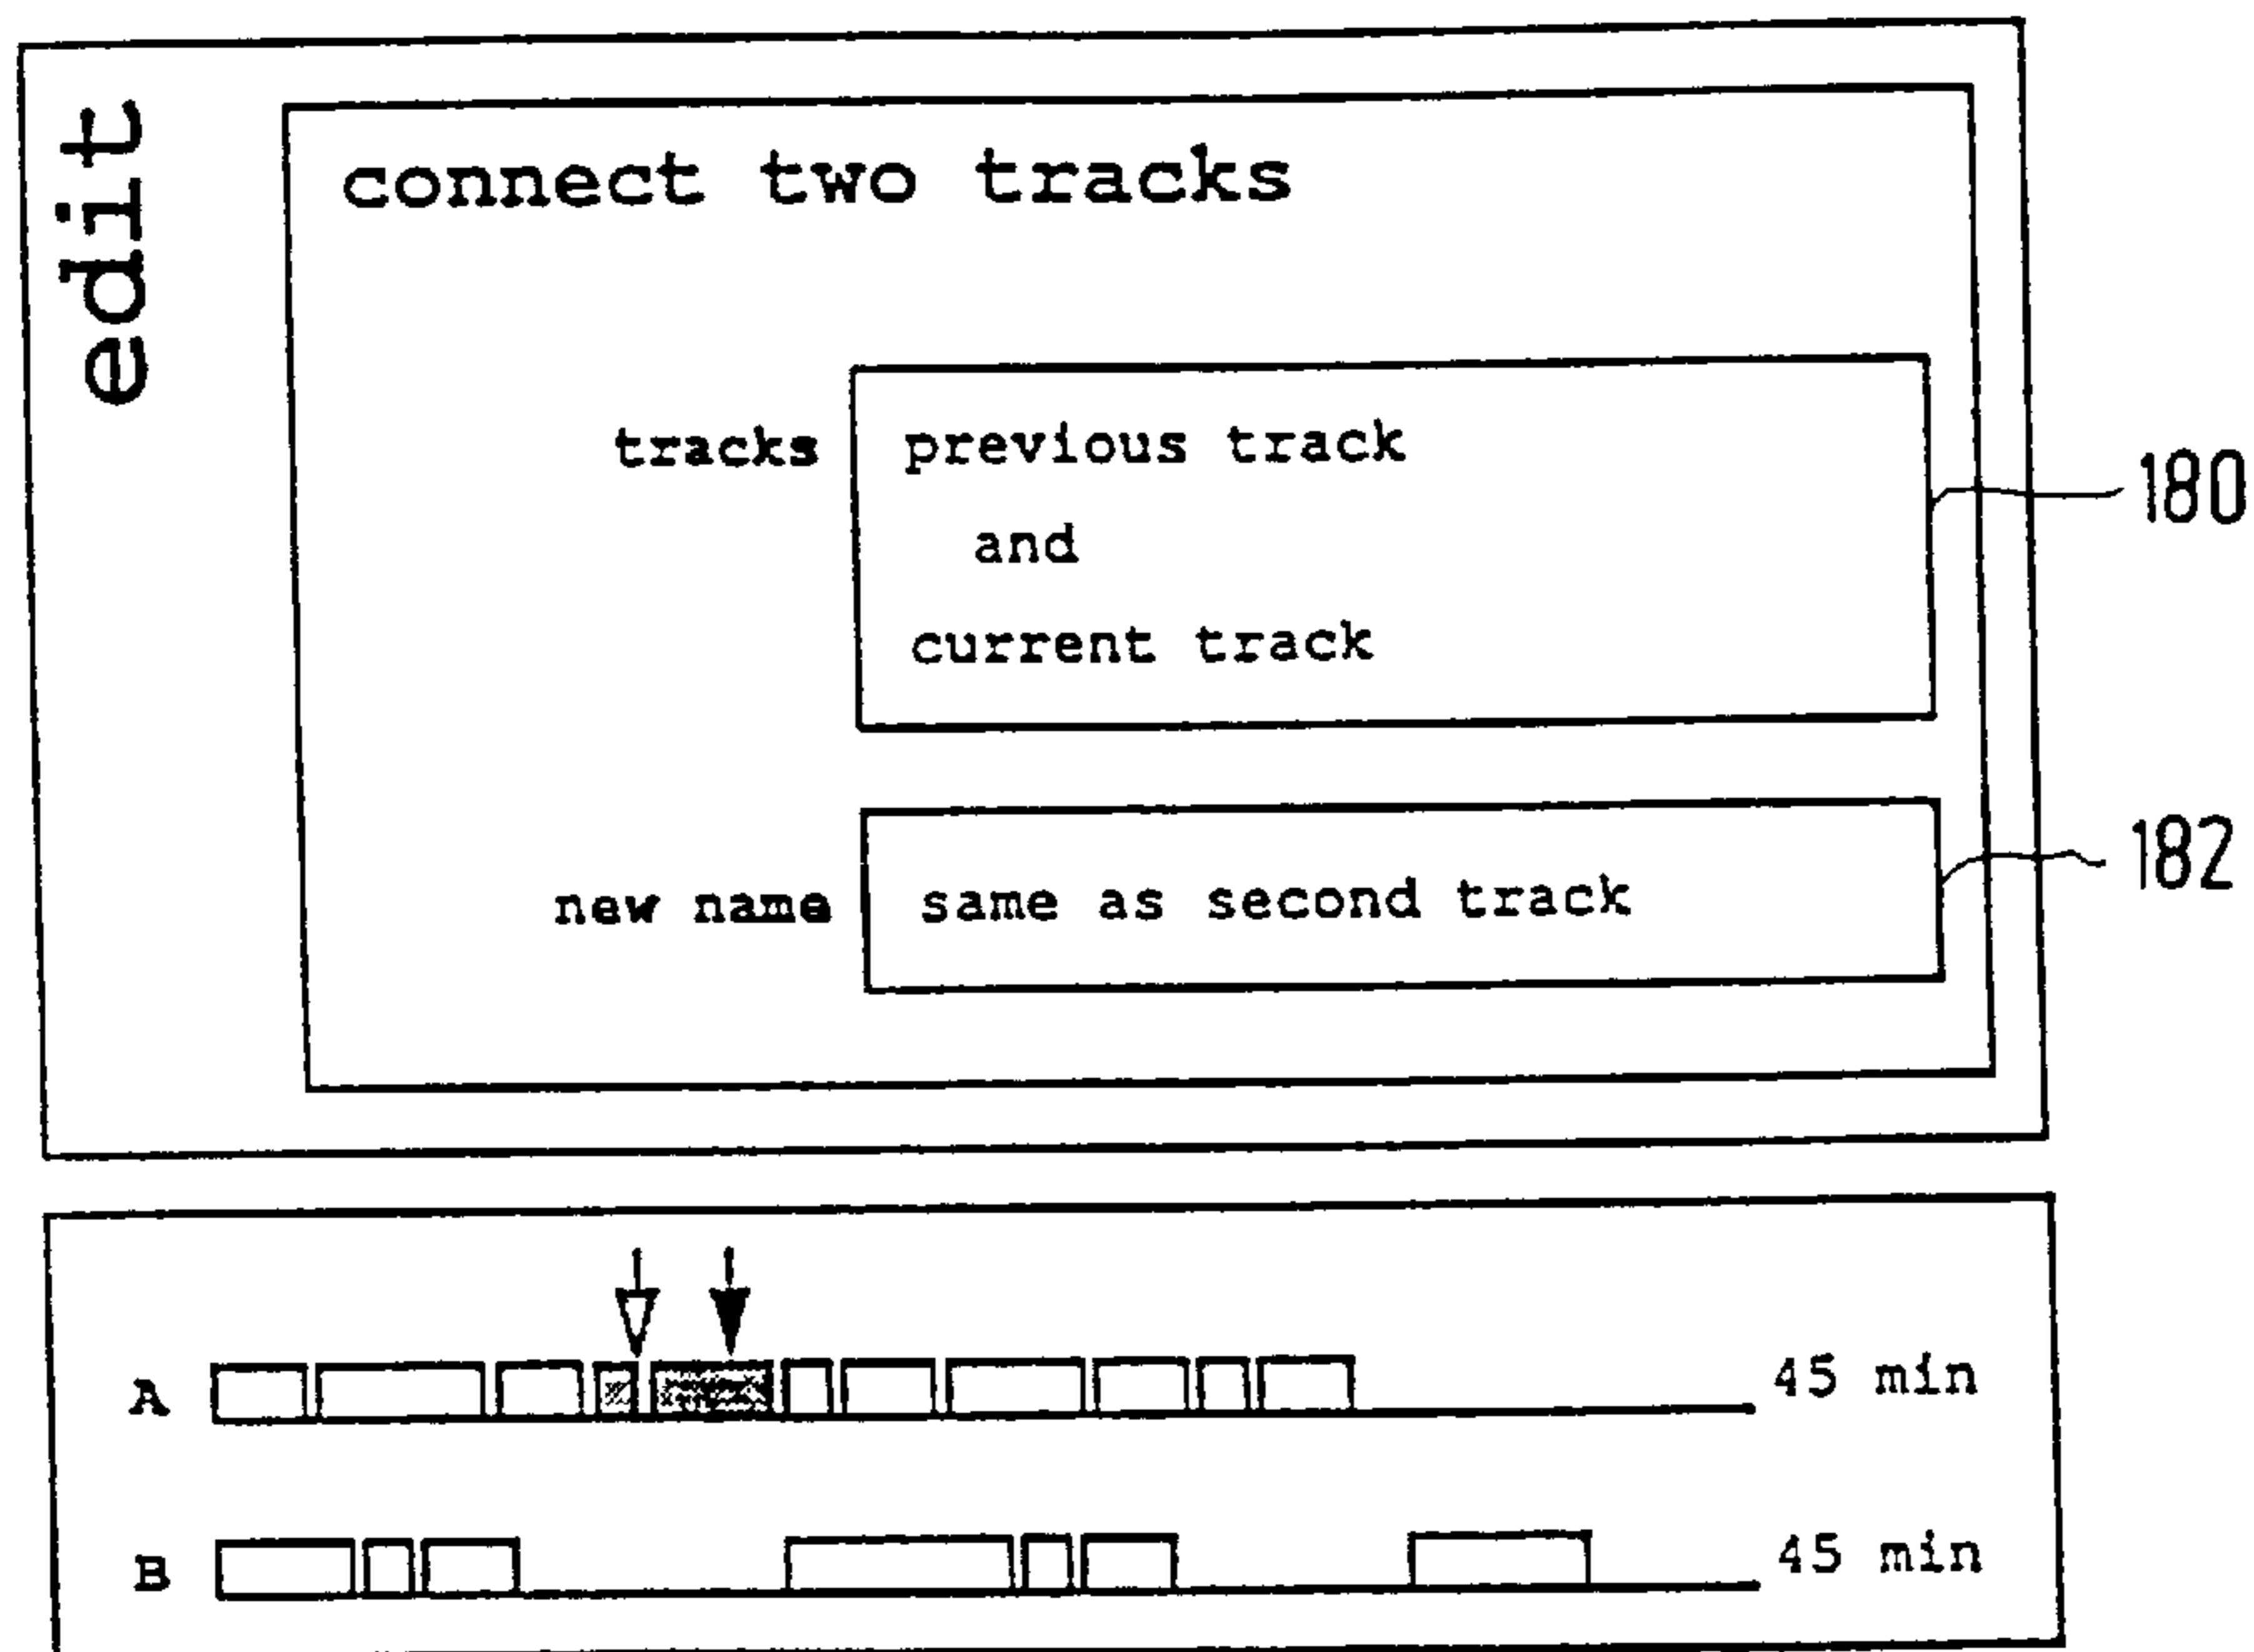 edit
connect two tracks
tracks
previous track
and
current track
180
new name
same as second track
182
A
45 min
B
45 min